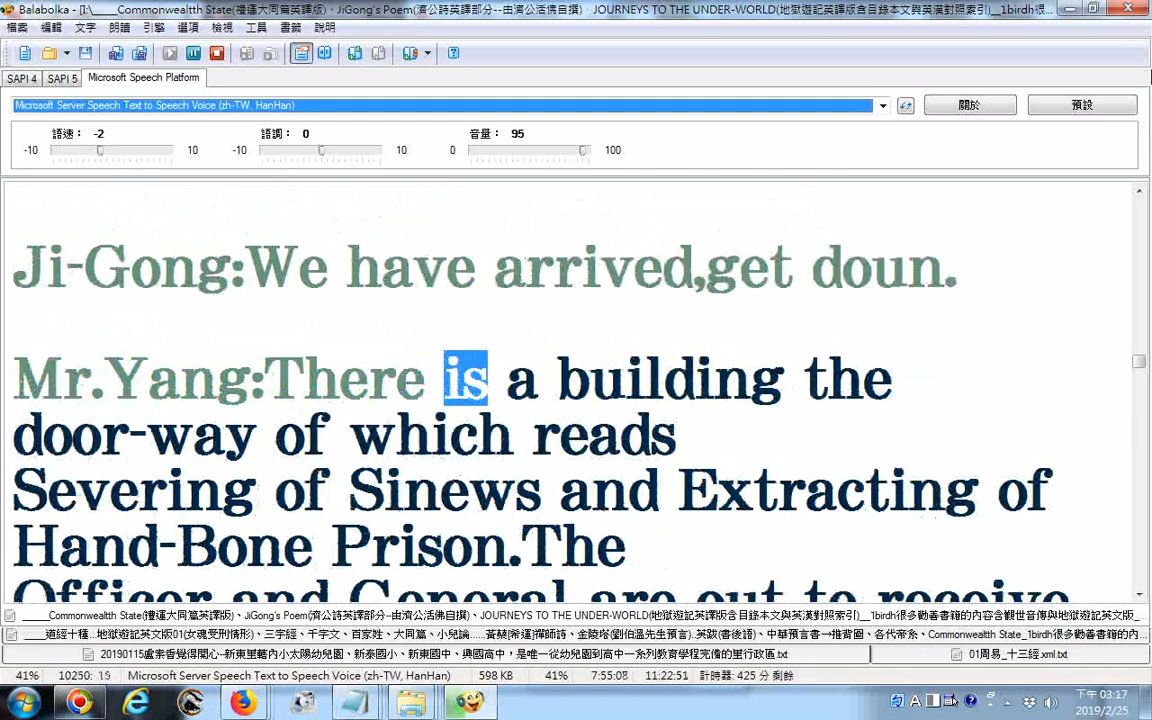 Balabolka - [I:\_____Commonwealtth State(禮運大同篇英譯版)、JiGong's Poem(濟公詩英譯部分--由濟公活佛自撰)、JOURNEYS TO THE UNDER-WORLD(地獄遊記英譯版含目錄本文與英漢對照索引)__1birdh很...
檔案 編輯 文字 朗讀 引擎 選項 檢視 工具 書籤 說明
SAPI 4 SAPI 5 Microsoft Speech Platform
Microsoft Server Speech Text to Speech Voice (zh-TW, HanHan) 關於 預設
語速： -2 語調： 0 音量： 95
-10 10 -10 10 0 100
Ji-Gong:We have arrived,get doun.
Mr.Yang:There is a building the
door-way of which reads
Severing of Sinews and Extracting of
Hand-Bone Prison.The
Officer and General are out to receive
_____Commonwealth State(禮運大同篇英譯版)、JiGong's Poem(濟公詩英譯部分--由濟公活佛自撰)、JOURNEYS TO THE UNDER-WORLD(地獄遊記英譯版含目錄本文與英漢對照索引)__1birdh很多勸善書籍的內容含觀世音傳與地獄遊記英文版_
____道經十種...地獄遊記英文版01(女魂受刑情形)、三字經、千字文、百家姓、大同篇、小兒論......黃蘗[希運]禪師詩、金陵塔(劉伯溫先生預言)、中華預言書--推背圖、各代帝系、Commonwealth State_1birdh很多勸善書籍的內...
20190115盧素香覺得開心--新東里轄內小太陽幼兒園、新泰國小、新東國中、興國高中，是唯一從幼兒園到高中一系列教育學程完備的里行政區.txt 01周易_十三經.xml.txt
41% 10250: 13 Microsoft Server Speech Text to Speech Voice (zh-TW, HanHan) 598 KB 41% 7:55:08 11:22:51 計時器: 425 分 剩餘
下午 03:17
2019/2/25